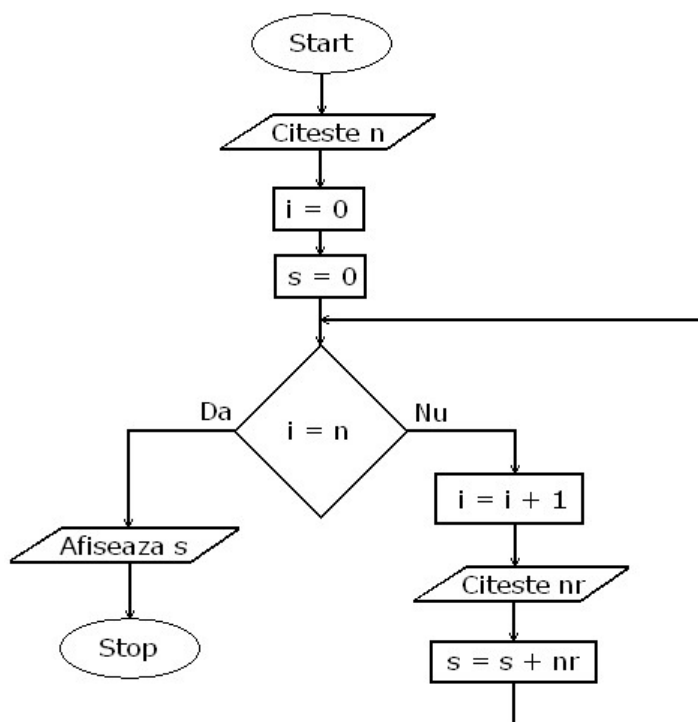 Start
Citeste n
i = 0
s = 0
Da
i = n
Nu
Afiseaza s
Stop
i = i + 1
Citeste nr
s = s + nr